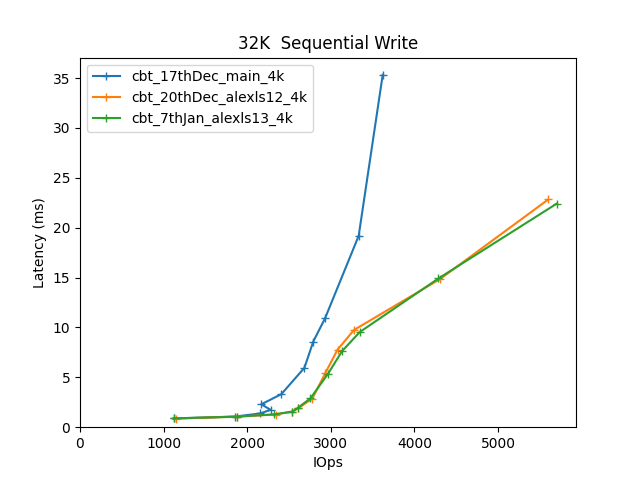 32K  Sequential Write
cbt_17thDec_main_4k
cbt_20thDec_alexls12_4k
cbt_7thJan_alexls13_4k
Latency (ms)
35
30
25
20
15
10
5
0
0 1000 2000 3000 4000 5000
IOps